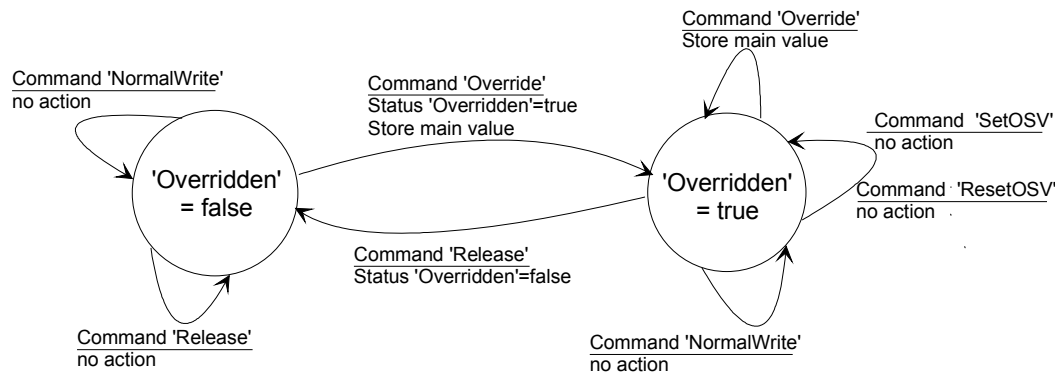 Command 'Override'
Store main value
Command 'NormalWrite'
no action
Command 'Override'
Status 'Overridden'=true
Store main value
Command 'SetOSV'
no action
'Overridden'
= false
'Overridden'
= true
Command 'ResetOSV'
no action
Command 'Release'
Status 'Overridden'=false
Command 'Release'
no action
Command 'NormalWrite'
no action